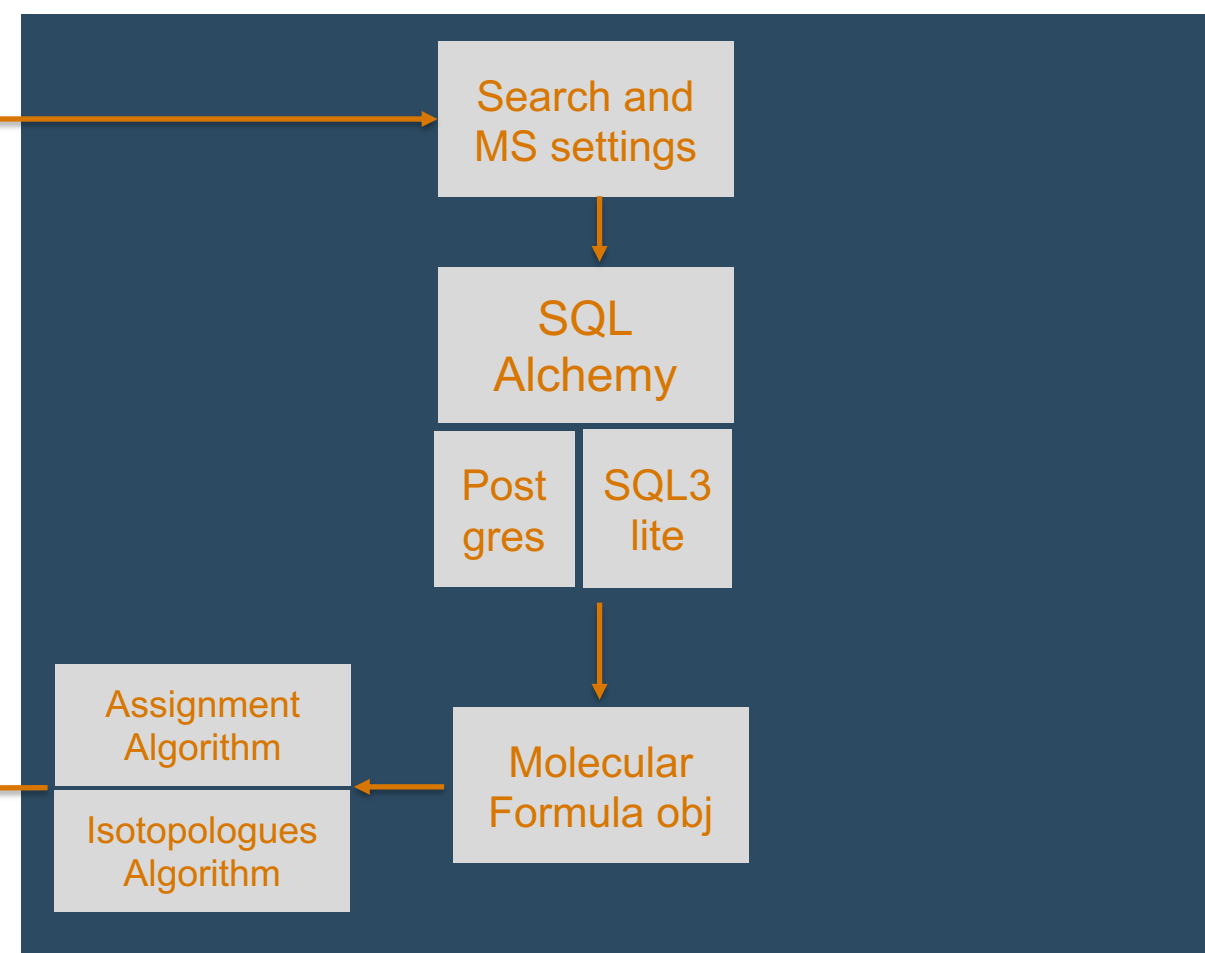 Search and
MS settings
SQL
Alchemy
Post
gres
SQL3
lite
Assignment
Algorithm
Isotopologues
Algorithm
Molecular
Formula obj